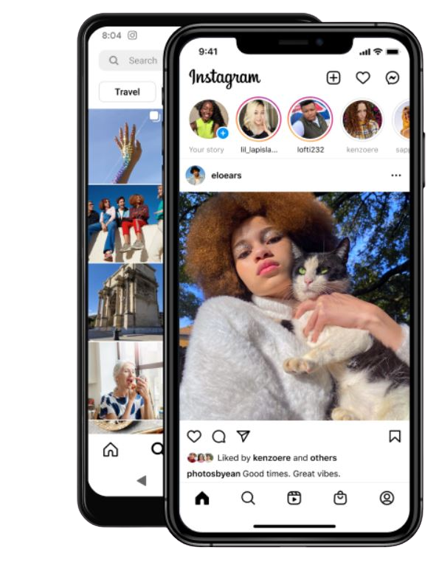 8:04
Search
Travel
9:41
Instagram
Your story
lil_lapisla...
lofti232
kenzoere
sapp
eloears
Liked by kenzoere and others
photosbyean Good times. Great vibes.